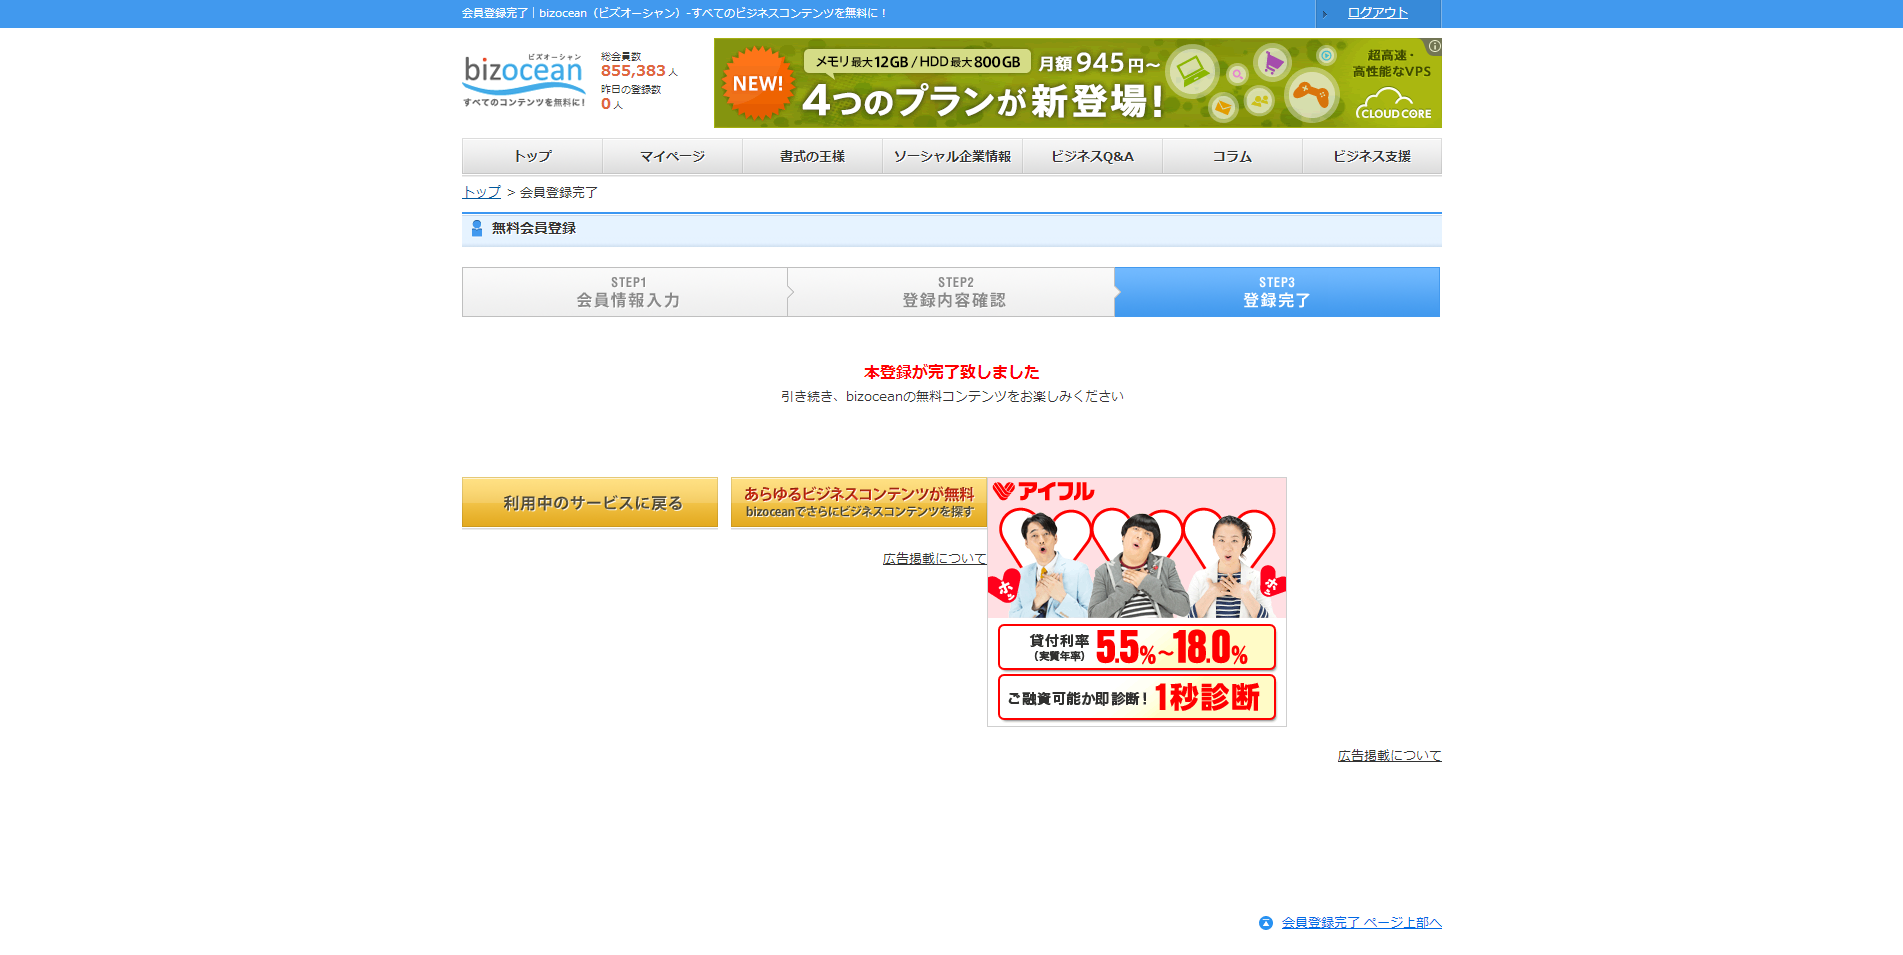 会員登録完了｜bizocean（ビズオーシャン）-すべてのビジネスコンテンツを無料に！
ログアウト
ビズオーシャン
bizocean
すべてのコンテンツを無料に!
総会員数
855,383 人
昨日の登録数
0 人
NEW!
メモリ最大12GB / HDD最大800GB 月額945円～
4つのプランが新登場!
超高速・
高性能なVPS
CLOUD CORE
トップ
マイページ
書式の王様
ソーシャル企業情報
ビジネスQ&A
コラム
ビジネス支援
トップ > 会員登録完了
無料会員登録
STEP1
会員情報入力
STEP2
登録内容確認
STEP3
登録完了
本登録が完了致しました
引き続き、bizoceanの無料コンテンツをお楽しみください
利用中のサービスに戻る
あらゆるビジネスコンテンツが無料
bizoceanでさらにビジネスコンテンツを探す
広告掲載について
アイフル
ホッ
ホッ
貸付利率
（実質年率）
5.5%～18.0%
ご融資可能か即診断! 1秒診断
広告掲載について
会員登録完了 ページ上部へ